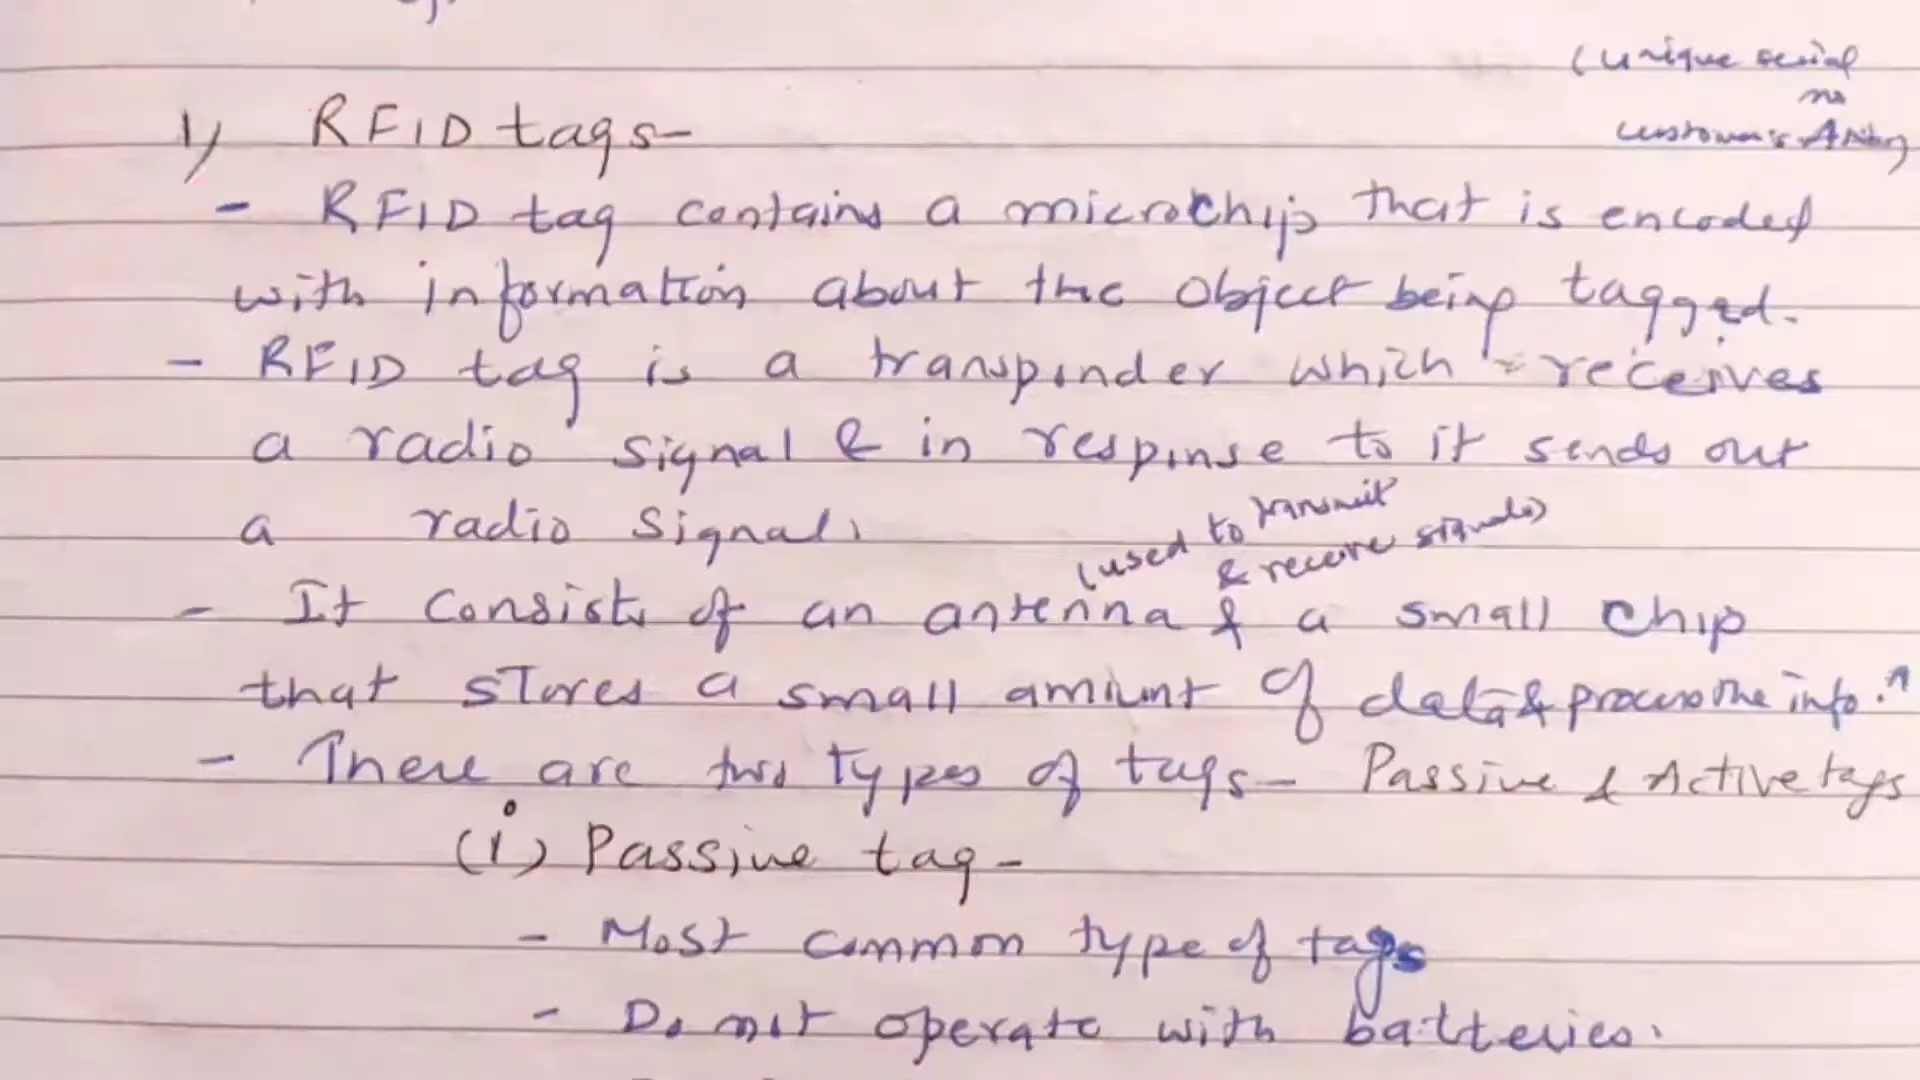 (unique serial
no
customer's
1) RFID tags-
- RFID tag contains a microchip that is encoded
with information about the object being tagged.
- RFID tag is a transponder which receives
a radio signal & in response to it sends out
a radio signal.
(used to transmit
& receive signals)
- It consists of an antenna & a small chip
that stores a small amount of data & process the info.n
- There are two types of tags- Passive & Active tags
(i) Passive tag-
- Most common type of tags
- Do not operate with batteries.